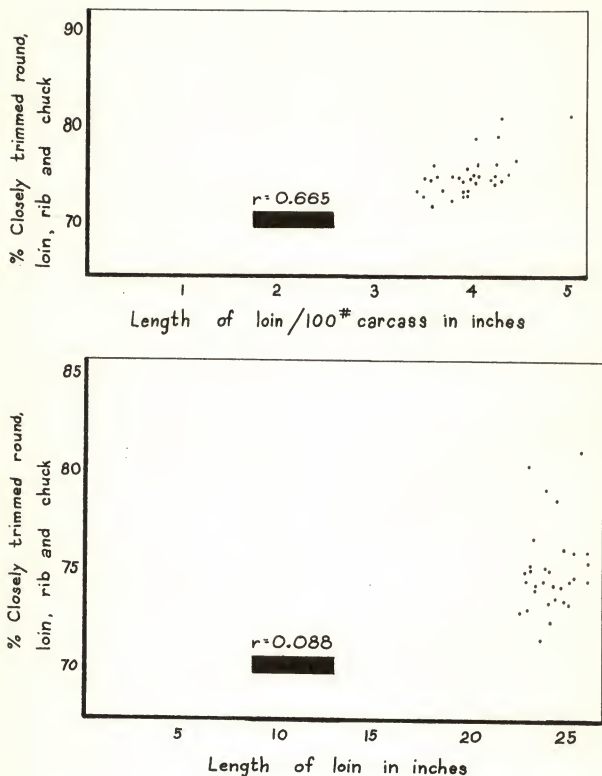 % Closely trimmed round,
loin, rib and chuck
90
80
70
r=0.665
1 2 3 4 5
Length of loin/100# carcass in inches
% Closely trimmed round,
loin, rib and chuck
85
80
75
70
r=0.088
5 10 15 20 25
Length of loin in inches